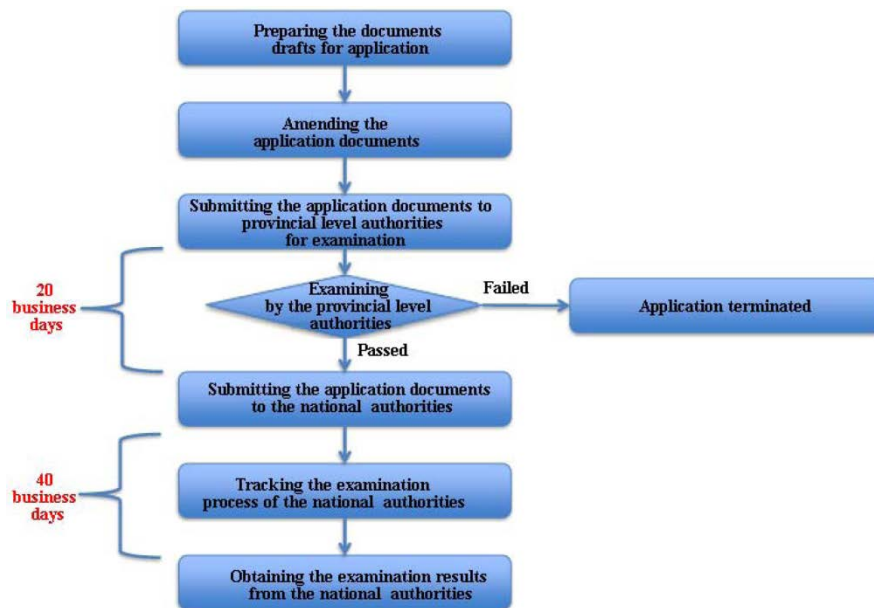 Preparing the documents
drafts for application
Amending the
application documents
Submitting the application documents to
provincial level authorities
for examination
20
business
days
Examining
by the provincial level
authorities
Failed
Application terminated
Passed
Submitting the application documents
to the national authorities
40
business
days
Tracking the examination
process of the national authorities
Obtaining the examination results
from the national authorities